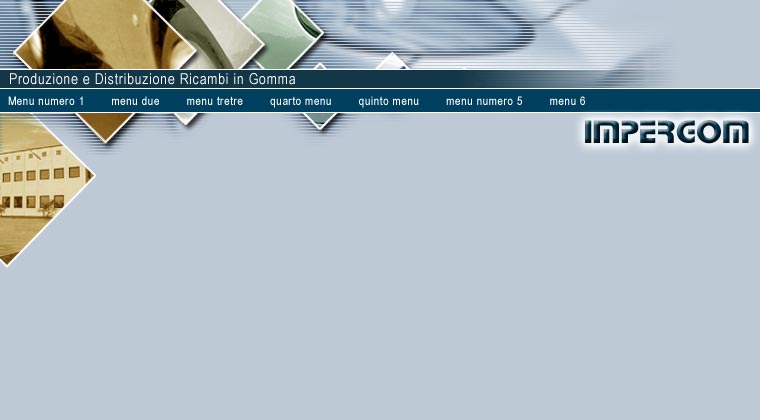 Produzione e Distribuzione Ricambi in Gomma
Menu numero 1 menu due menu tretre quarto menu quinto menu menu numero 5 menu 6
IMPERGOM